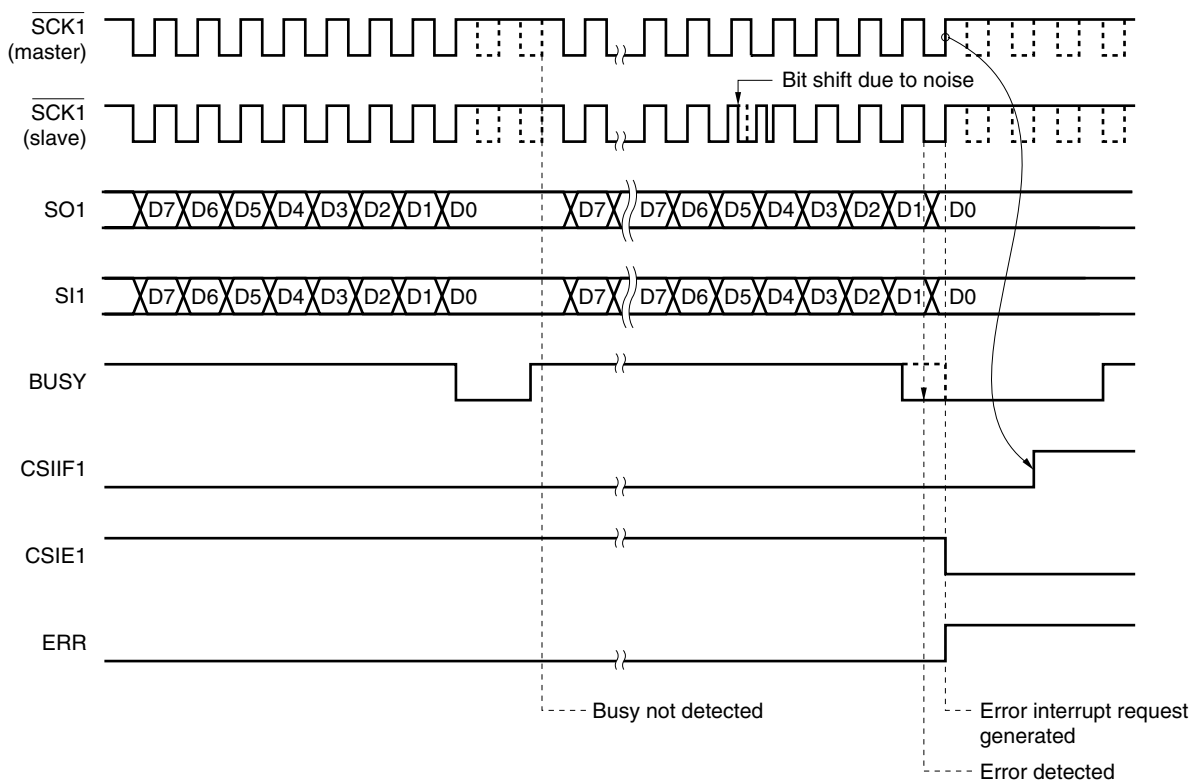 SCK1
(master)
Bit shift due to noise
SCK1
(slave)
SO1
D7 D6 D5 D4 D3 D2 D1 D0 D7 D7 D6 D5 D4 D3 D2 D1 D0
SI1
D7 D6 D5 D4 D3 D2 D1 D0 D7 D7 D6 D5 D4 D3 D2 D1 D0
BUSY
CSIIF1
CSIE1
ERR
Busy not detected
Error interrupt request
generated
Error detected